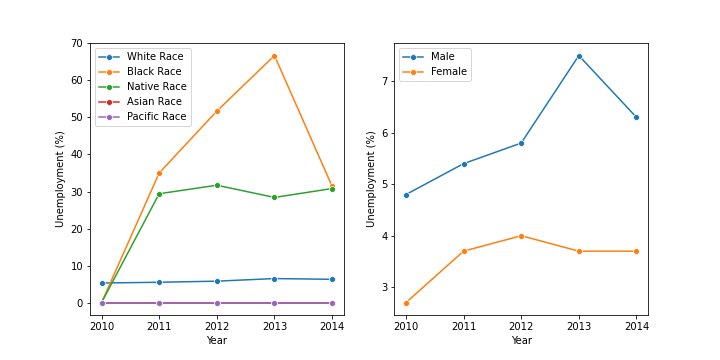 70
60
50
40
30
20
10
0
Unemployment (%)
White Race
Black Race
Native Race
Asian Race
Pacific Race
2010 2011 2012 2013 2014
Year
7
6
5
4
3
Unemployment (%)
Male
Female
2010 2011 2012 2013 2014
Year